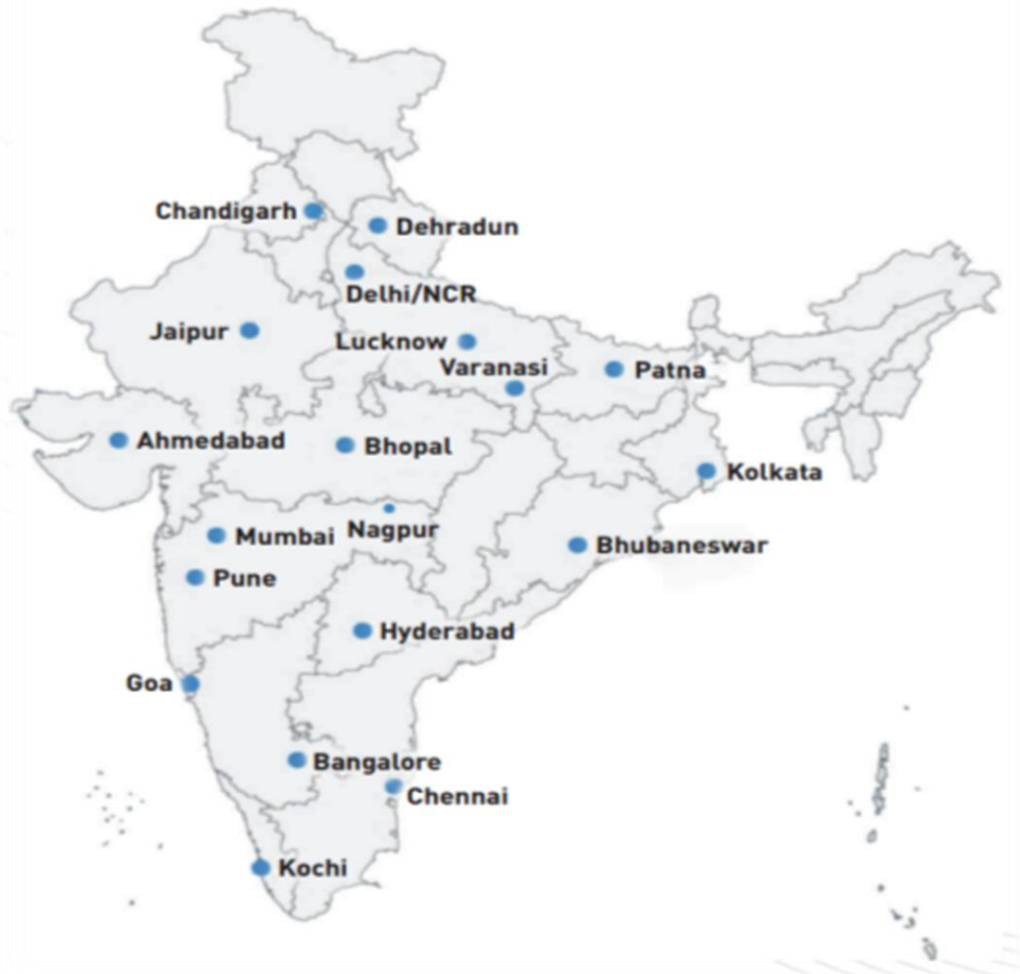 Chandigarh
Dehradun
Delhi/NCR
Jaipur
Lucknow
Varanasi
Patna
Ahmedabad
Bhopal
Kolkata
Nagpur
Mumbai
Bhubaneswar
Pune
Hyderabad
Goa
Bangalore
Chennai
Kochi